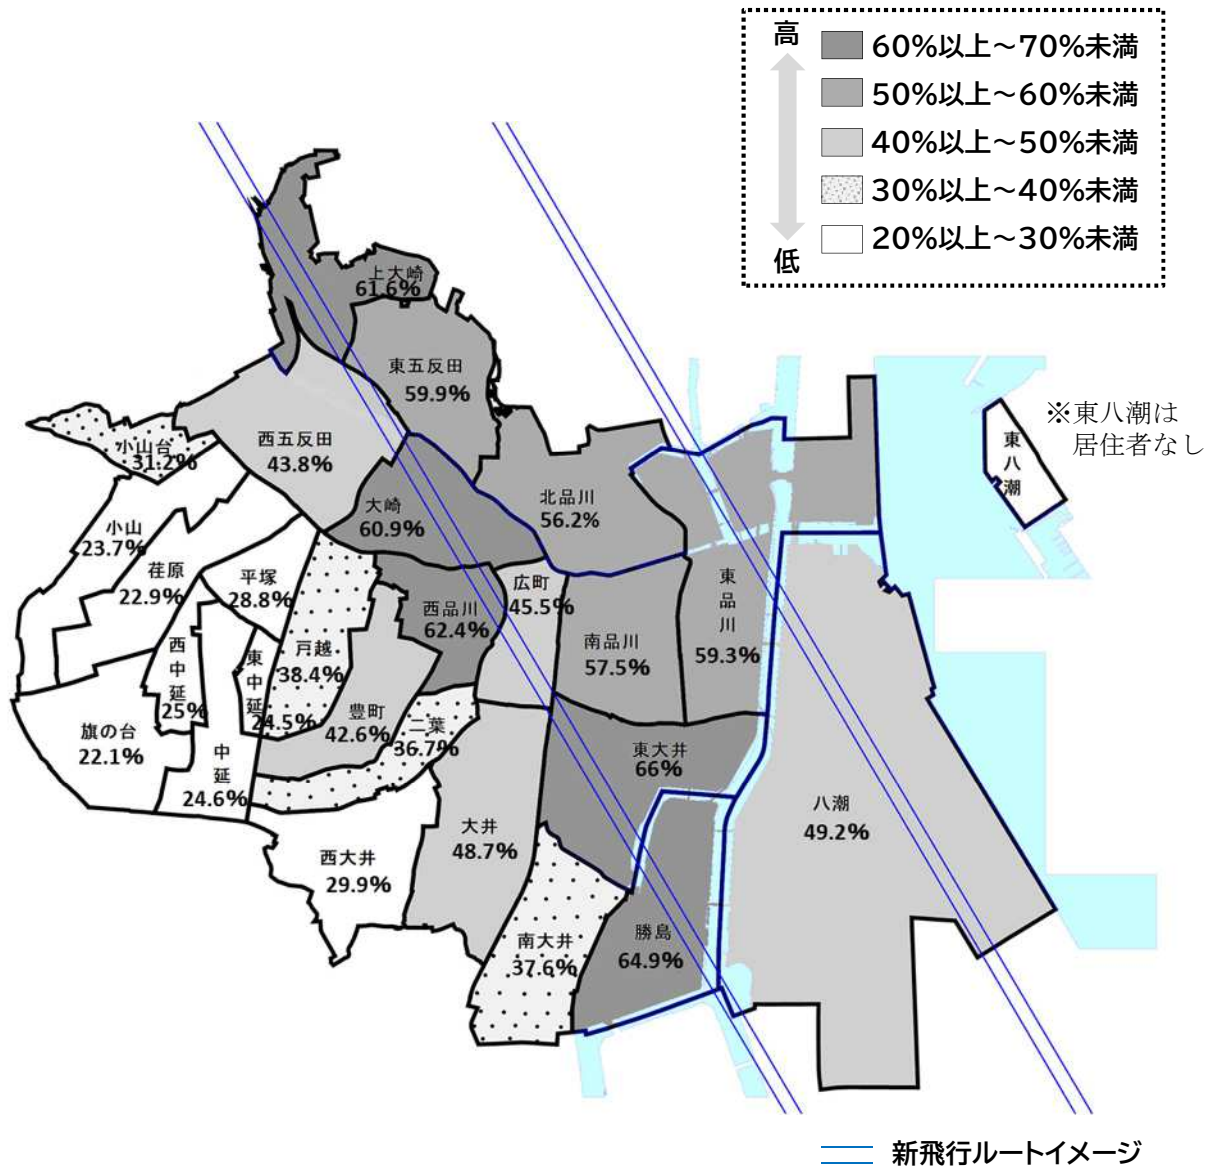 高
60%以上～70%未満
50%以上～60%未満
40%以上～50%未満
30%以上～40%未満
20%以上～30%未満
低
上大崎
61.6%
東五反田
59.9%
※東八潮は
居住者なし
東八潮
西五反田
43.8%
小山台
31.2%
大崎
60.9%
北品川
56.2%
小山
23.7%
荏原
22.9%
平塚
28.8%
西品川
62.4%
広町
45.5%
東品川
59.3%
南品川
57.5%
戸越
38.4%
西中延
25%
東中延
24.5%
豊町
42.6%
二葉
36.7%
旗の台
22.1%
中延
24.6%
東大井
66%
八潮
49.2%
大井
48.7%
西大井
29.9%
南大井
37.6%
勝島
64.9%
新飛行ルートイメージ